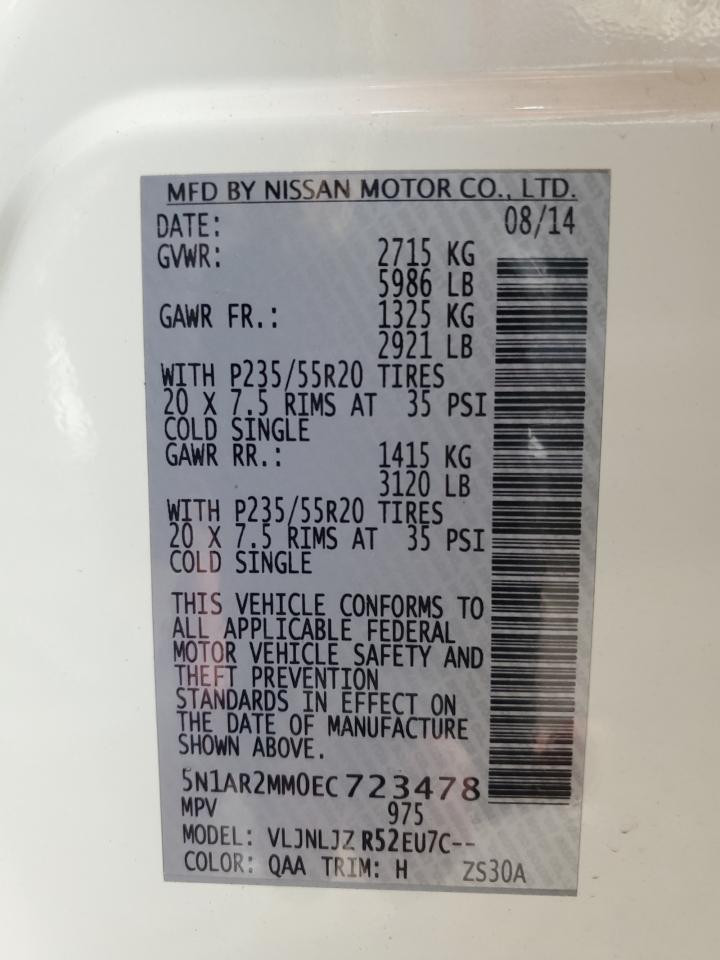 MFD BY NISSAN MOTOR CO., LTD.
DATE: 08/14
GVWR: 2715 KG
5986 LB
GAWR FR.: 1325 KG
2921 LB
WITH P235/55R20 TIRES
20 X 7.5 RIMS AT 35 PSI
COLD SINGLE
GAWR RR.: 1415 KG
3120 LB
WITH P235/55R20 TIRES
20 X 7.5 RIMS AT 35 PSI
COLD SINGLE
THIS VEHICLE CONFORMS TO
ALL APPLICABLE FEDERAL
MOTOR VEHICLE SAFETY AND
THEFT PREVENTION
STANDARDS IN EFFECT ON
THE DATE OF MANUFACTURE
SHOWN ABOVE.
5N1AR2MM0EC723478
MPV 975
MODEL: VLJNLJZ R52EU7C--
COLOR: QAA TRIM: H ZS30A